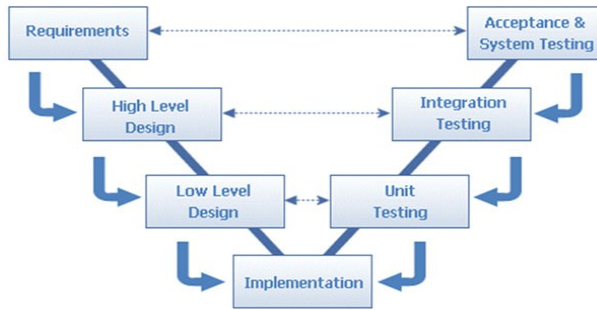 Requirements
Acceptance &
System Testing
High Level
Design
Integration
Testing
Low Level
Design
Unit
Testing
Implementation